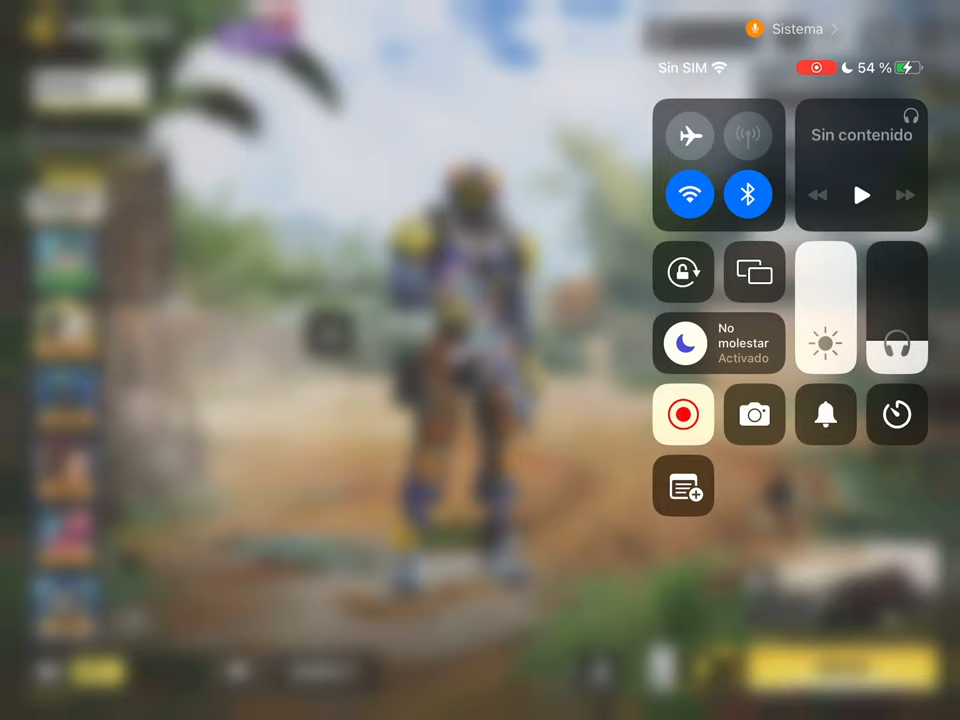 Sistema
Sin SIM 54 %
Sin contenido
No
molestar
Activado